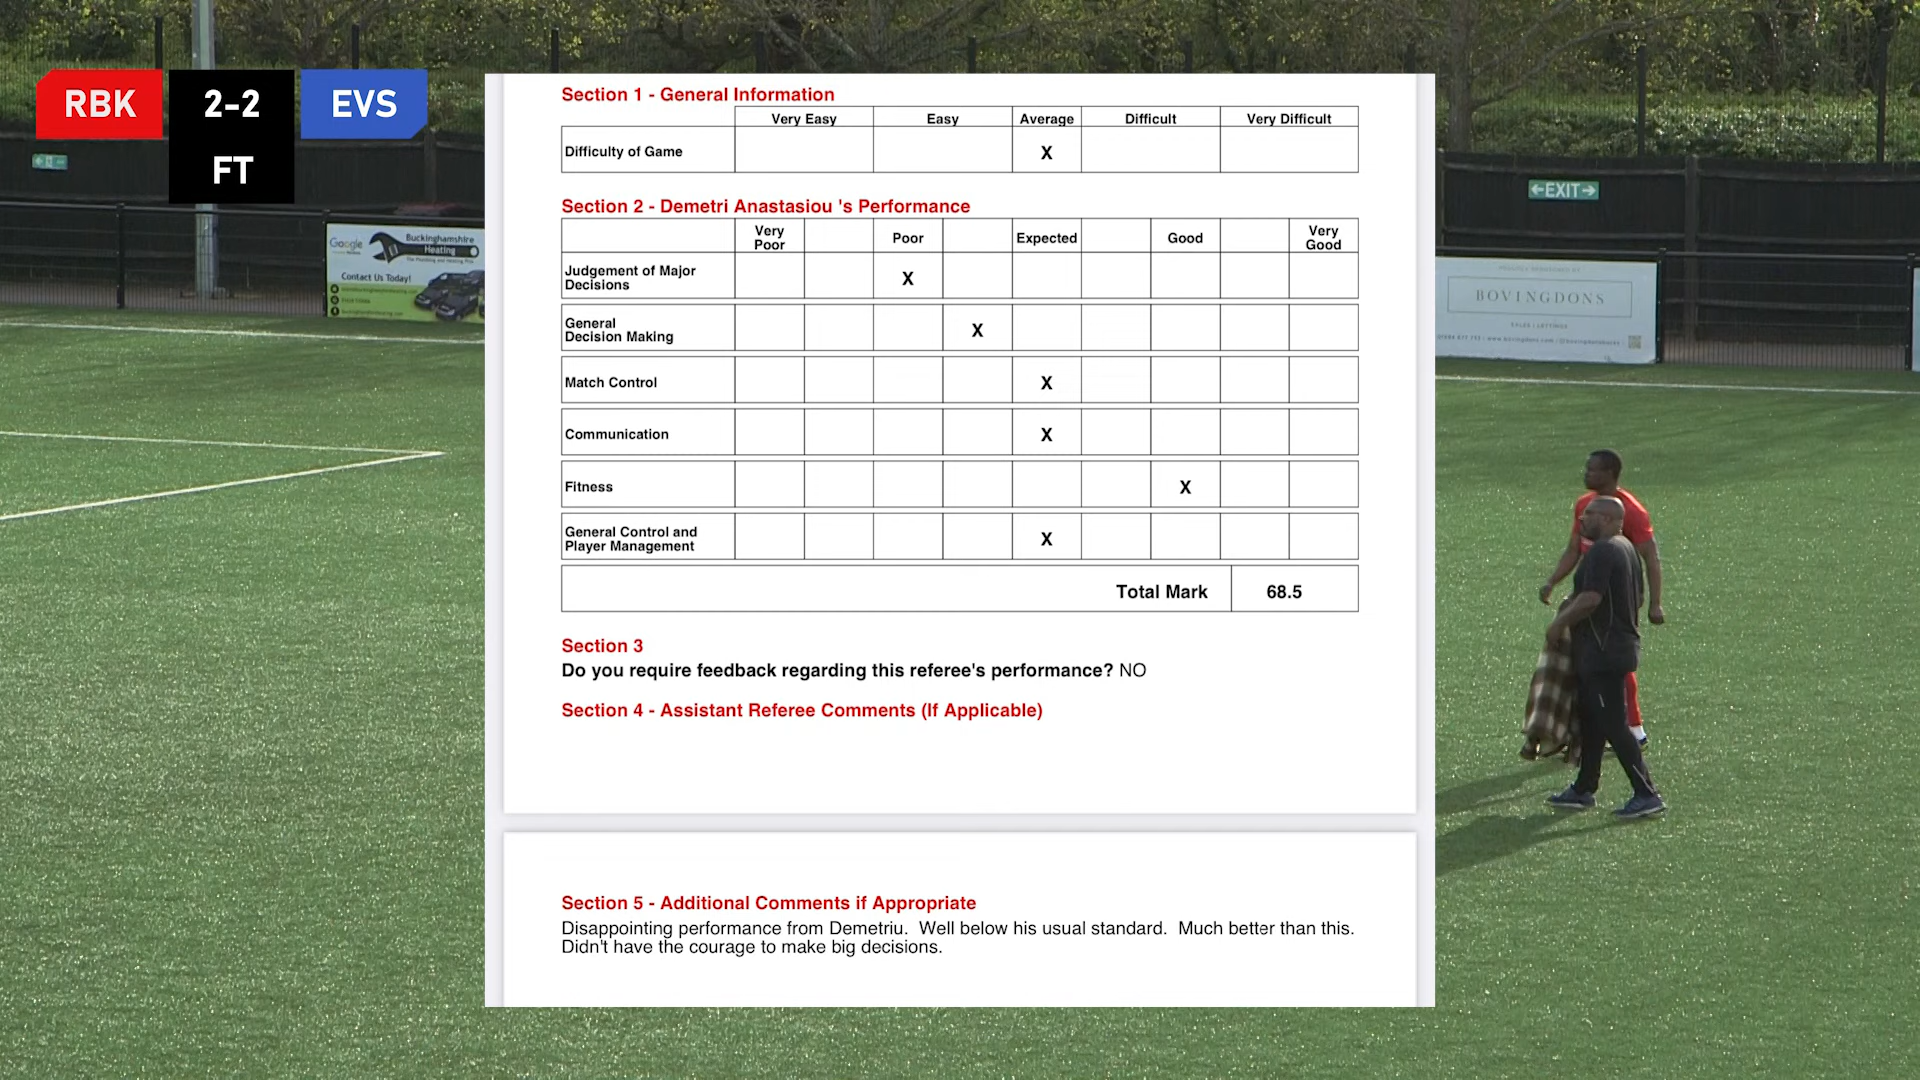 RBK 2-2 EVS
FT
←EXIT→
Google
Buckinghamshire
Heating
Contact Us Today!
BOVINGDONS
Section 1 - General Information
Very Easy Easy Average Difficult Very Difficult
Difficulty of Game X
Section 2 - Demetri Anastasiou 's Performance
Very Poor Poor Expected Good Very Good
Judgement of Major
Decisions X
General
Decision Making X
Match Control X
Communication X
Fitness X
General Control and
Player Management X
Total Mark 68.5
Section 3
Do you require feedback regarding this referee's performance? NO
Section 4 - Assistant Referee Comments (If Applicable)
Section 5 - Additional Comments if Appropriate
Disappointing performance from Demetriu. Well below his usual standard. Much better than this.
Didn't have the courage to make big decisions.